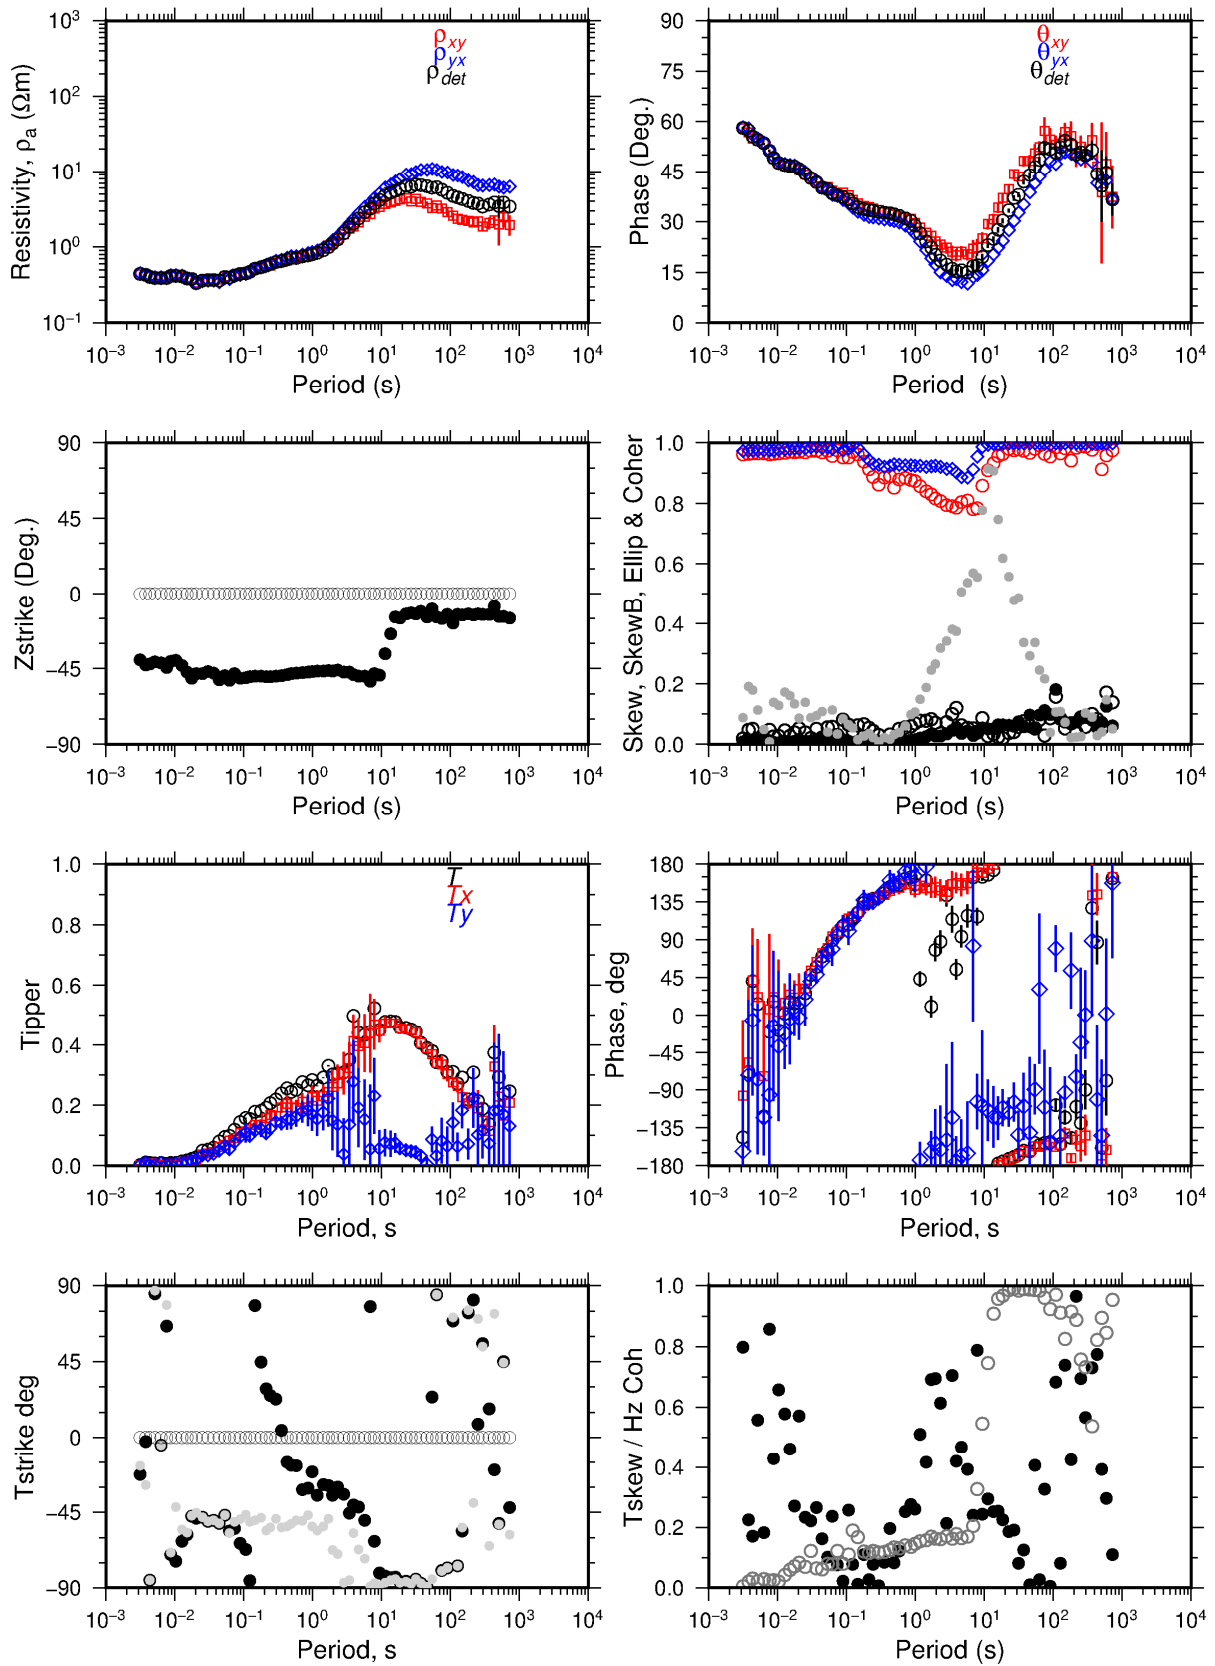 Resistivity, ρa (Ωm)
10³
10²
10¹
10⁰
10⁻¹
ρxy
ρyx
ρdet
10⁻³ 10⁻² 10⁻¹ 10⁰ 10¹ 10² 10³ 10⁴
Period (s)
Phase (Deg.)
90
75
60
45
30
15
0
θxy
θyx
θdet
10⁻³ 10⁻² 10⁻¹ 10⁰ 10¹ 10² 10³ 10⁴
Period (s)
Zstrike (Deg.)
90
45
0
−45
−90
10⁻³ 10⁻² 10⁻¹ 10⁰ 10¹ 10² 10³ 10⁴
Period (s)
Skew, SkewB, Ellip & Coher
1.0
0.8
0.6
0.4
0.2
0.0
10⁻³ 10⁻² 10⁻¹ 10⁰ 10¹ 10² 10³ 10⁴
Period (s)
Tipper
1.0
0.8
0.6
0.4
0.2
0.0
T
Tx
Ty
10⁻³ 10⁻² 10⁻¹ 10⁰ 10¹ 10² 10³ 10⁴
Period, s
Phase, deg
180
135
90
45
0
−45
−90
−135
−180
10⁻³ 10⁻² 10⁻¹ 10⁰ 10¹ 10² 10³ 10⁴
Period, s
Tstrike deg
90
45
0
−45
−90
10⁻³ 10⁻² 10⁻¹ 10⁰ 10¹ 10² 10³ 10⁴
Period, s
Tskew / Hz Coh
1.0
0.8
0.6
0.4
0.2
0.0
10⁻³ 10⁻² 10⁻¹ 10⁰ 10¹ 10² 10³ 10⁴
Period (s)